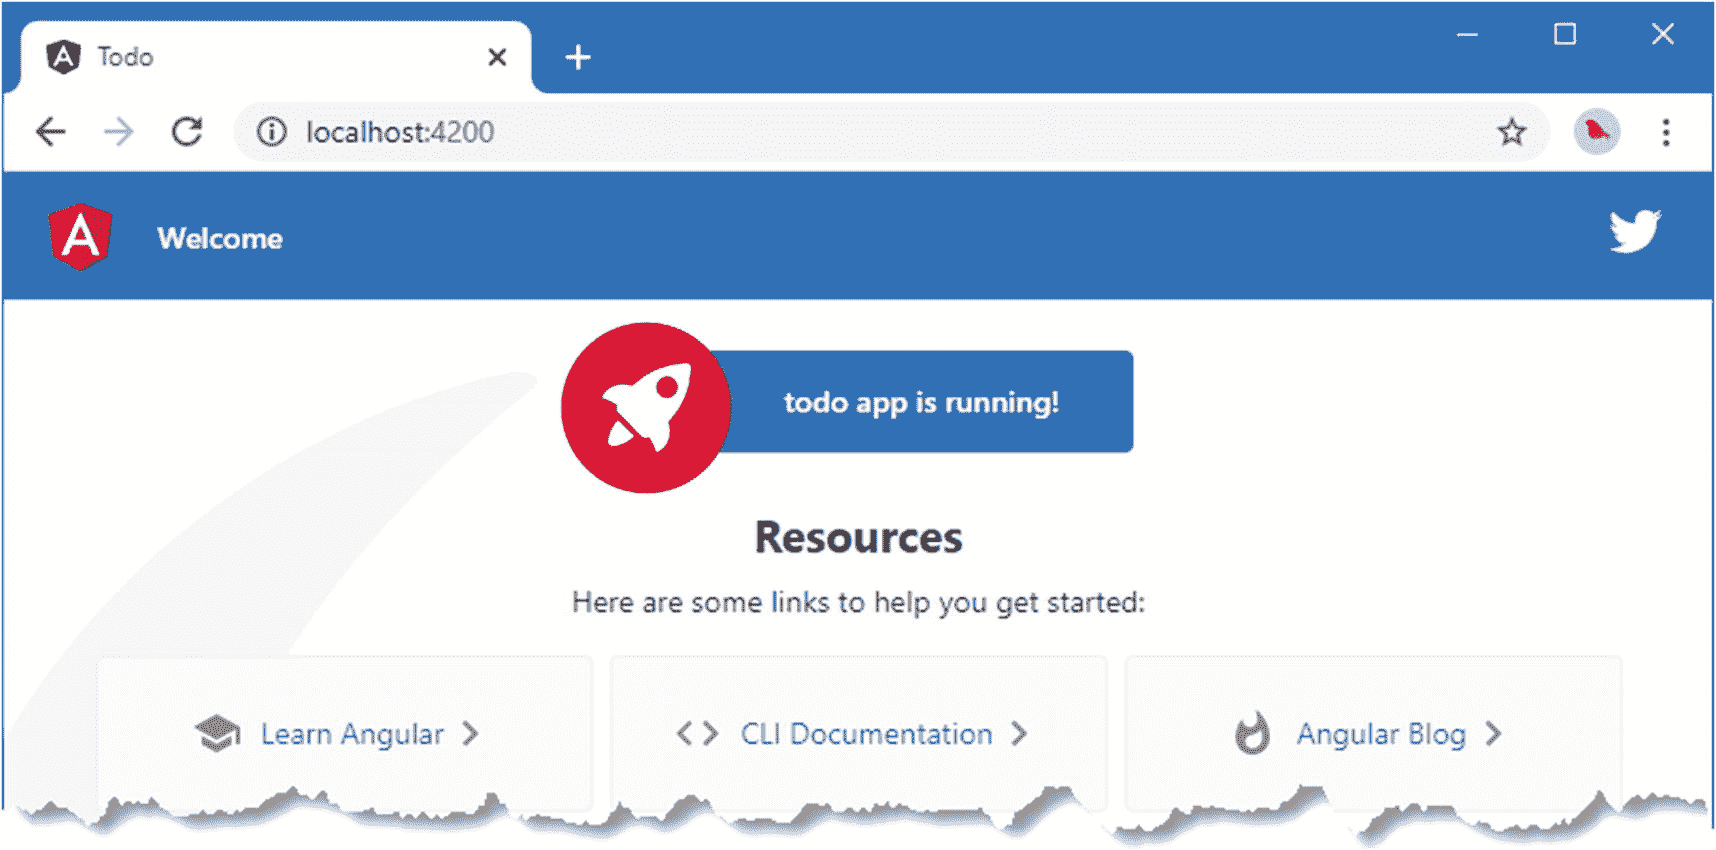 Todo
localhost:4200
Welcome
todo app is running!
Resources
Here are some links to help you get started:
Learn Angular
CLI Documentation
Angular Blog